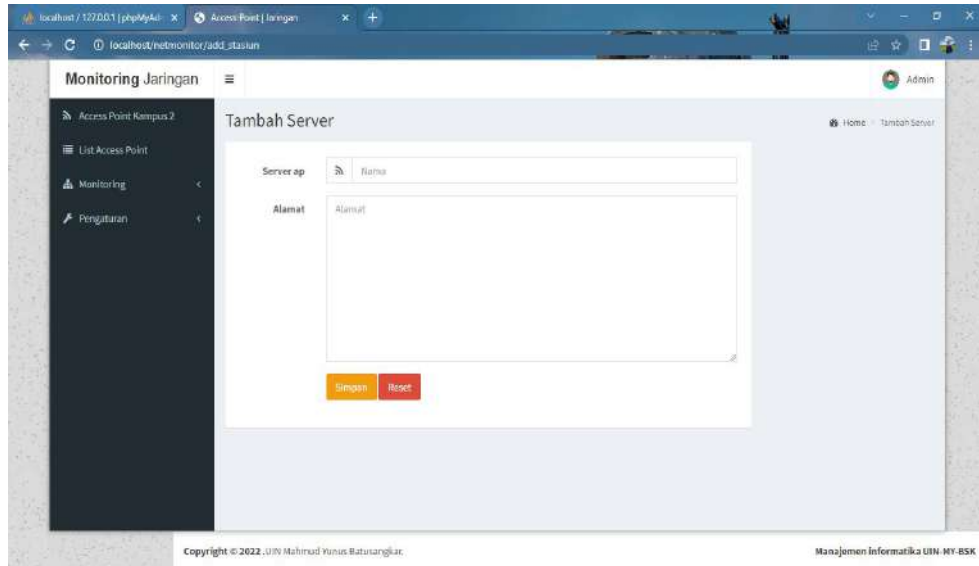 localhost / 127.0.0.1 | phpMyAd
Access Point | Jaringan
localhost/netmonitor/add_stasiun
Monitoring Jaringan
Admin
Access Point Kampus 2
List Access Point
Monitoring
Pengaturan
Tambah Server
Home
Tambah Server
Server ap
Nama
Alamat
Alamat
Simpan
Reset
Copyright © 2022 . UIN Mahmud Yunus Batusangkar.
Manajemen informatika UIN-MY-BSK